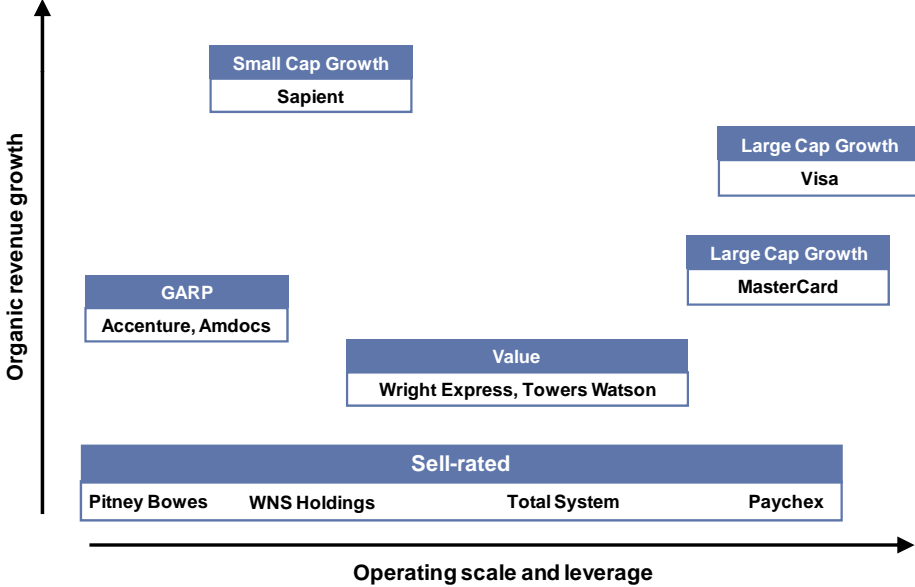 Small Cap Growth
Sapient
Large Cap Growth
Visa
Large Cap Growth
MasterCard
GARP
Accenture, Amdocs
Value
Wright Express, Towers Watson
Sell-rated
Pitney Bowes WNS Holdings Total System Paychex
Organic revenue growth
Operating scale and leverage